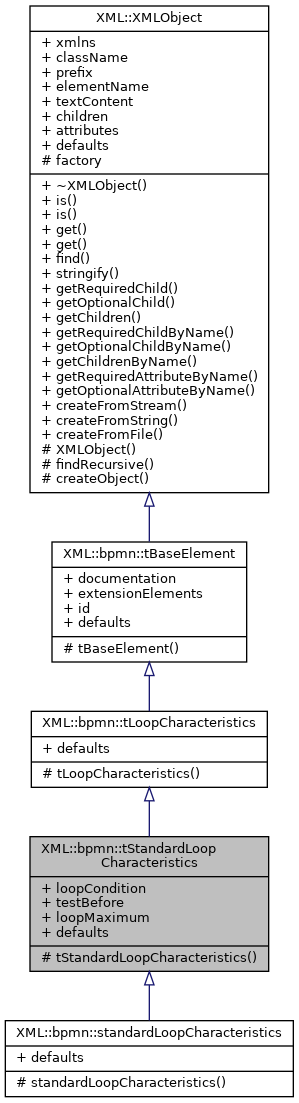 XML::XMLObject
+ xmlns
+ className
+ prefix
+ elementName
+ textContent
+ children
+ attributes
+ defaults
# factory
+ ~XMLObject()
+ is()
+ is()
+ get()
+ get()
+ find()
+ stringify()
+ getRequiredChild()
+ getOptionalChild()
+ getChildren()
+ getRequiredChildByName()
+ getOptionalChildByName()
+ getChildrenByName()
+ getRequiredAttributeByName()
+ getOptionalAttributeByName()
+ createFromStream()
+ createFromString()
+ createFromFile()
# XMLObject()
# findRecursive()
# createObject()
XML::bpmn::tBaseElement
+ documentation
+ extensionElements
+ id
+ defaults
# tBaseElement()
XML::bpmn::tLoopCharacteristics
+ defaults
# tLoopCharacteristics()
XML::bpmn::tStandardLoop
Characteristics
+ loopCondition
+ testBefore
+ loopMaximum
+ defaults
# tStandardLoopCharacteristics()
XML::bpmn::standardLoopCharacteristics
+ defaults
# standardLoopCharacteristics()